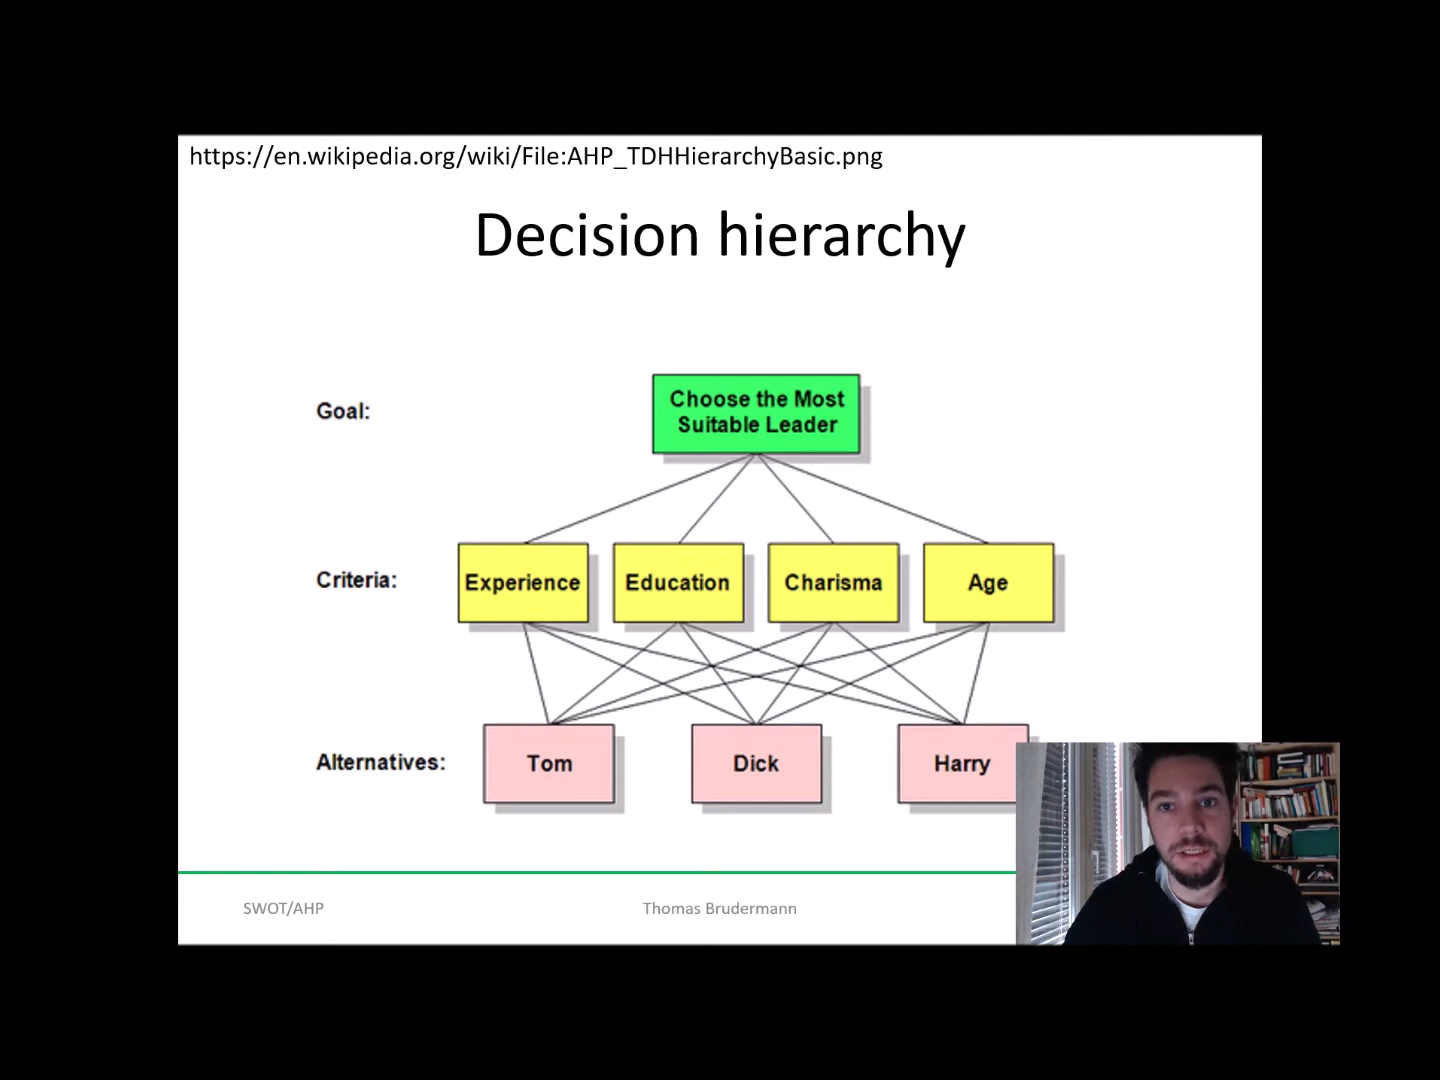 https://en.wikipedia.org/wiki/File:AHP_TDHHierarchyBasic.png
Decision hierarchy
Goal:
Choose the Most
Suitable Leader
Criteria:
Experience
Education
Charisma
Age
Alternatives:
Tom
Dick
Harry
SWOT/AHP
Thomas Brudermann